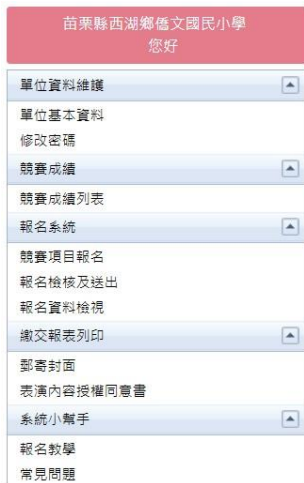 苗栗縣西湖鄉僑文國民小學
您好
單位資料維護
單位基本資料
修改密碼
競賽成績
競賽成績列表
報名系統
競賽項目報名
報名檢核及送出
報名資料檢視
繳交報表列印
郵寄封面
表演內容授權同意書
系統小幫手
報名教學
常見問題